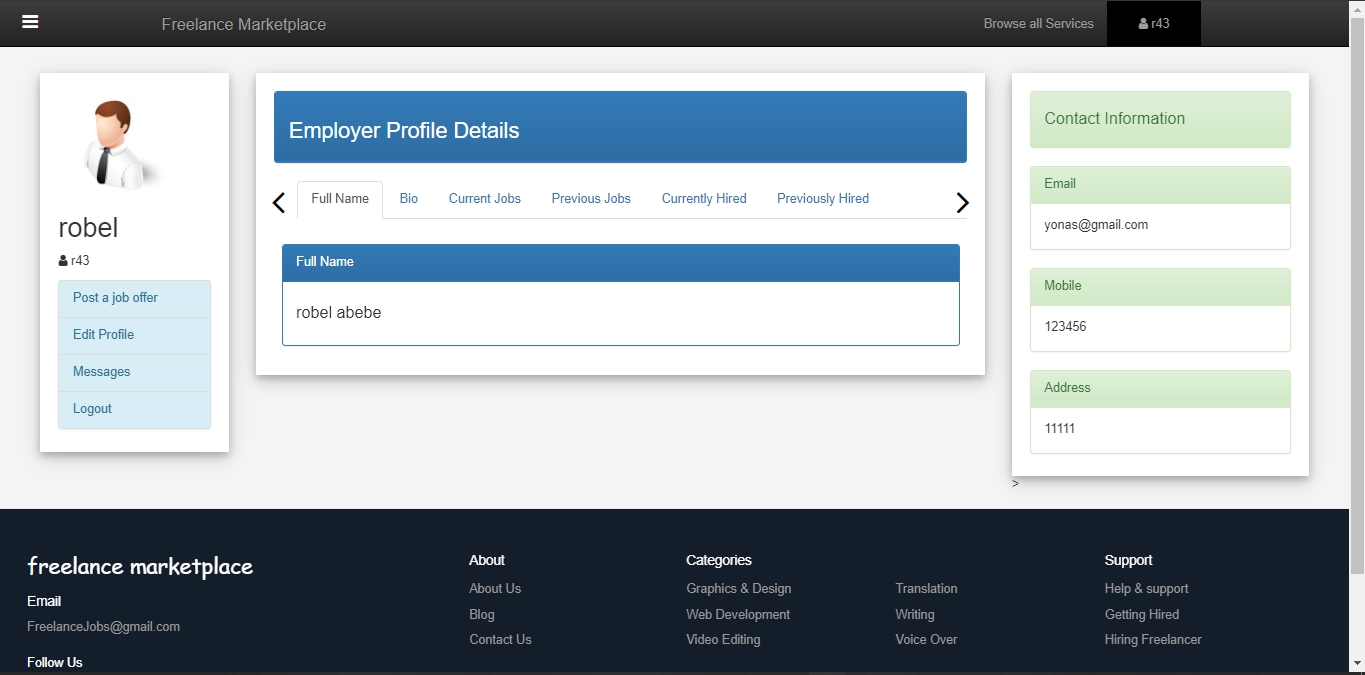 Freelance Marketplace
Browse all Services
r43
robel
r43
Post a job offer
Edit Profile
Messages
Logout
Employer Profile Details
Full Name
Bio
Current Jobs
Previous Jobs
Currently Hired
Previously Hired
Full Name
robel abebe
Contact Information
Email
yonas@gmail.com
Mobile
123456
Address
11111
>
freelance marketplace
Email
FreelanceJobs@gmail.com
Follow Us
About
About Us
Blog
Contact Us
Categories
Graphics & Design
Web Development
Video Editing
Translation
Writing
Voice Over
Support
Help & support
Getting Hired
Hiring Freelancer